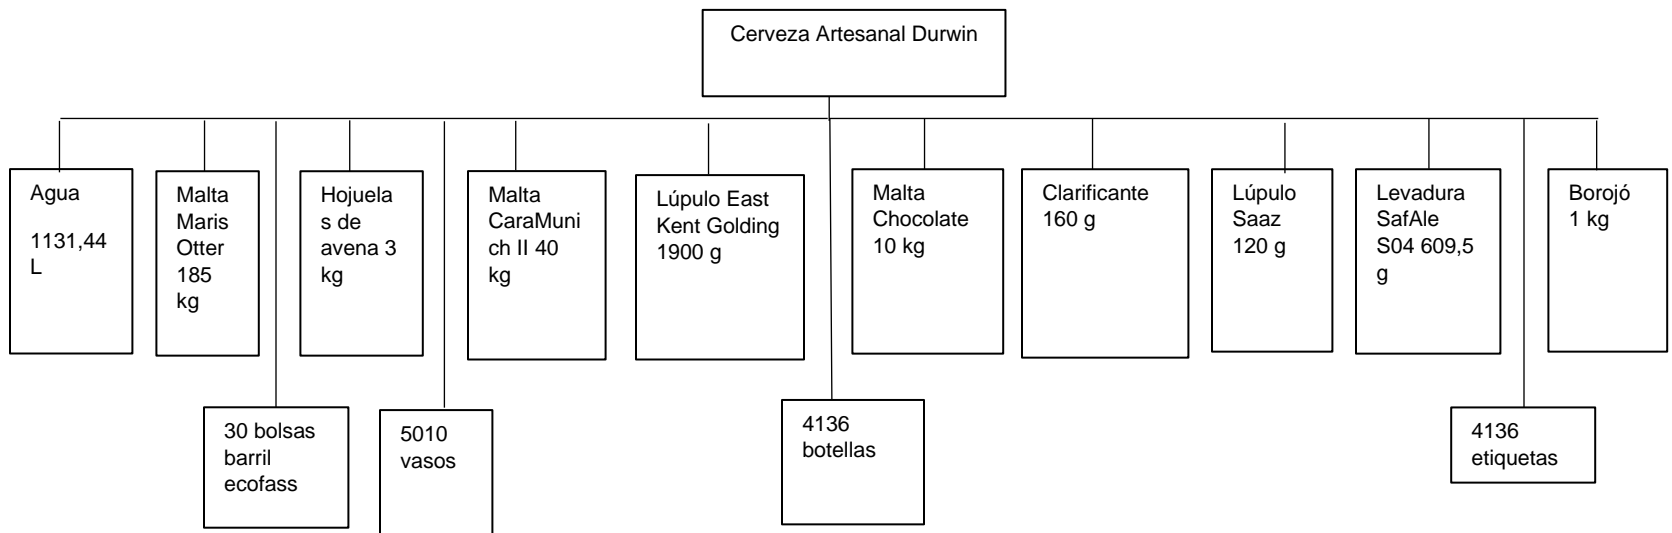 Cerveza Artesanal Durwin
Agua
1131,44
L
Malta
Maris
Otter
185
kg
Hojuela
s de
avena 3
kg
Malta
CaraMuni
ch II 40
kg
Lúpulo East
Kent Golding
1900 g
Malta
Chocolate
10 kg
Clarificante
160 g
Lúpulo
Saaz
120 g
Levadura
SafAle
S04 609,5
g
Borojó
1 kg
30 bolsas
barril
ecofass
5010
vasos
4136
botellas
4136
etiquetas